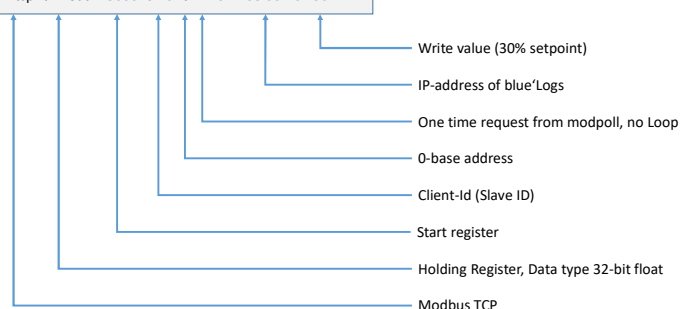 Write value (30% setpoint)
IP-address of blue‘Logs
One time request from modpoll, no Loop
0-base address
Client-Id (Slave ID)
Start register
Holding Register, Data type 32-bit float
Modbus TCP